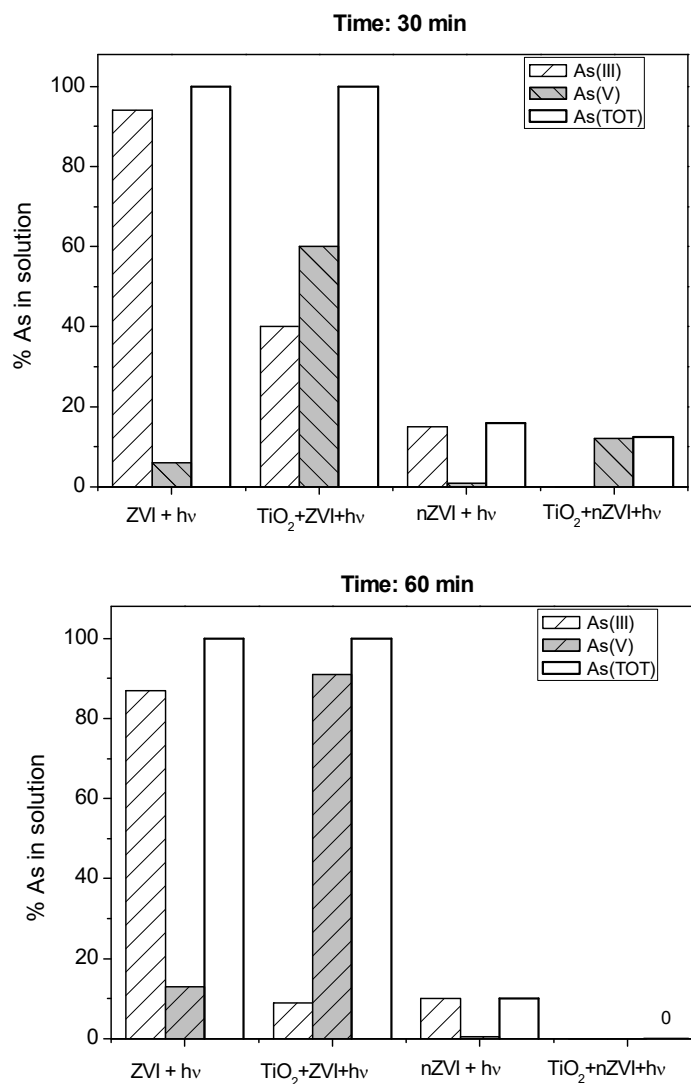 Time: 30 min
As(III)
As(V)
As(TOT)
100
80
60
40
20
0
% As in solution
ZVI + hν
TiO₂+ZVI+hν
nZVI + hν
TiO₂+nZVI+hν
Time: 60 min
As(III)
As(V)
As(TOT)
100
80
60
40
20
0
% As in solution
0
ZVI + hν
TiO₂+ZVI+hν
nZVI + hν
TiO₂+nZVI+hν